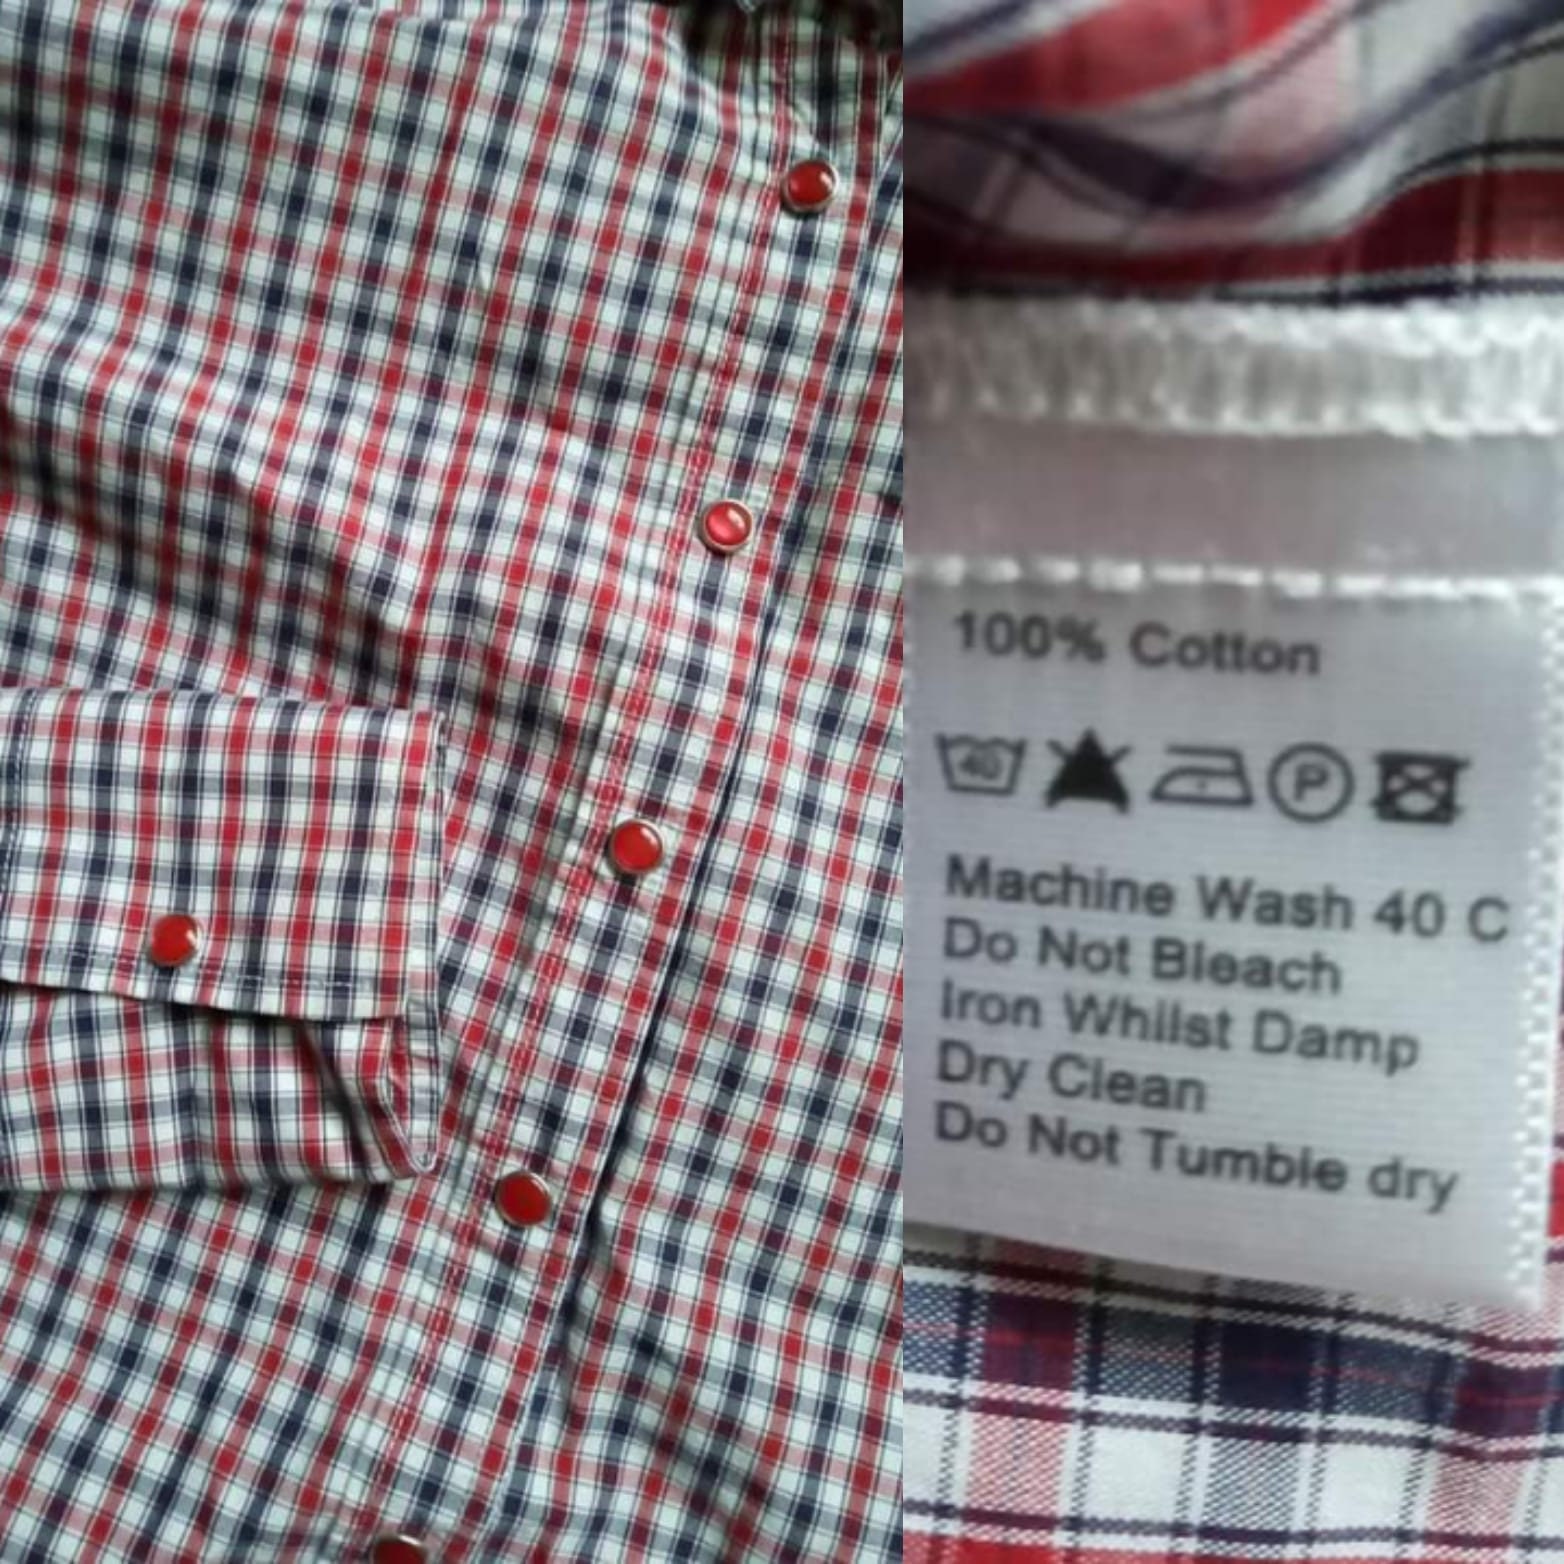 100% Cotton
40 P
Machine Wash 40 C
Do Not Bleach
Iron Whilst Damp
Dry Clean
Do Not Tumble dry